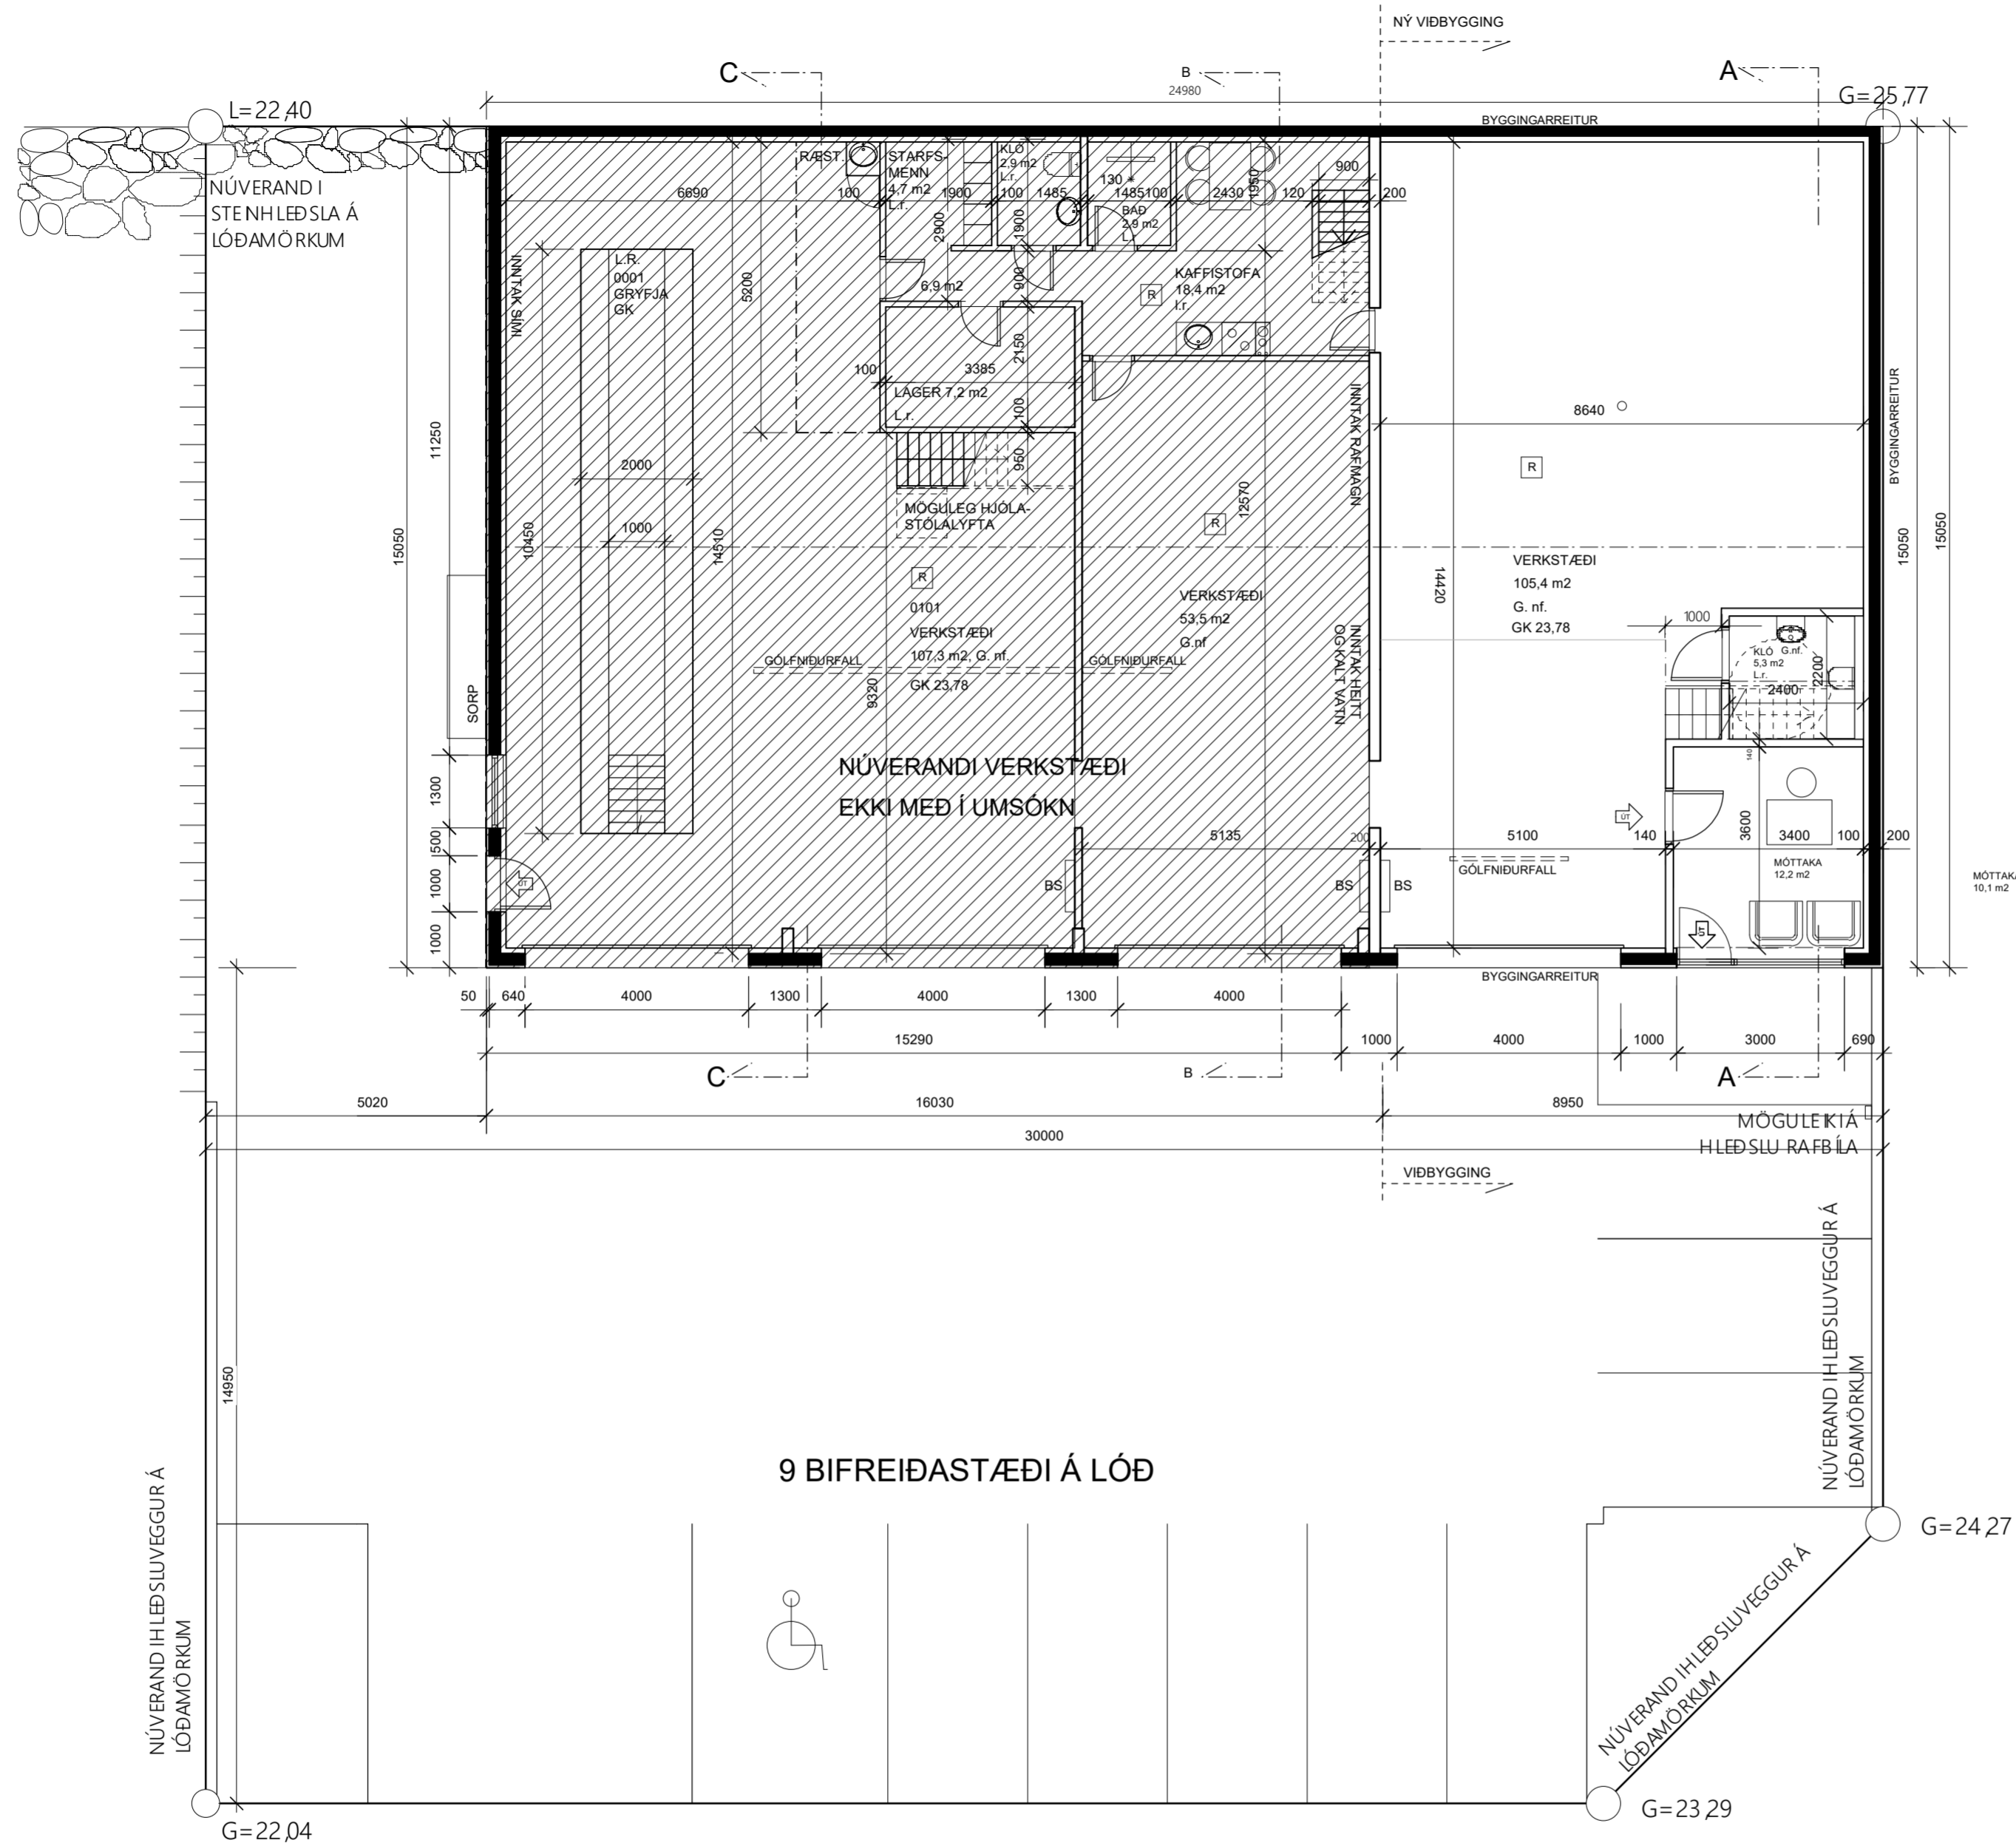 NÝ VIÐBYGGING
C
B
A
24980
L=22,40
G=25,77
BYGGINGARREITUR
NÚVERANDI
STEINHLEÐSLA Á
LÓÐAMÖRKUM
RÆST.
STARFS-
MENN
4,7 m2
L.r.
KLÓ
2,9 m2
L.r.
130
BAÐ
2,9 m2
L.r.
6690
100
1900
100
1485
1485
100
2430
120
900
200
1950
2900
1900
900
INNTAK SÍMI
L.R.
0001
GRYFJA
GK
5200
6,9 m2
R
KAFFISTOFA
18,4 m2
l.r.
2150
100
3385
LAGER 7,2 m2
L.r.
100
950
INNTAK RAFMAGN
8640
BYGGINGARREITUR
11250
2000
R
1000
10450
14510
MÖGULEG HJÓLA-
STÓLALYFTA
R
12570
15050
15050
15050
14420
R
0101
VERKSTÆÐI
107,3 m2, G. nf.
GK 23,78
VERKSTÆÐI
53,5 m2
G.nf
VERKSTÆÐI
105,4 m2
G. nf.
GK 23,78
1000
KLÓ
G.nf.
5,3 m2
L.r.
2200
2400
INNTAK HEITT
OG KALT VATN
GÓLFNIÐURFALL
GÓLFNIÐURFALL
9320
SORP
140
NÚVERANDI VERKSTÆÐI
EKKI MEÐ Í UMSÓKN
1300
500
1000
1000
ÚT
ÚT
ÚT
5135
200
5100
140
3600
3400
100
200
GÓLFNIÐURFALL
MÓTTAKA
12,2 m2
MÓTTAKA
10,1 m2
BS
BS
BS
BYGGINGARREITUR
50
640
4000
1300
4000
1300
4000
15290
1000
4000
1000
3000
690
C
B
A
5020
16030
8950
MÖGULEIKI Á
HLEÐSLU RAFBÍLA
30000
VIÐBYGGING
14950
NÚVERANDI HLEÐSLUVEGGUR Á
LÓÐAMÖRKUM
9 BIFREIÐASTÆÐI Á LÓÐ
NÚVERANDI HLEÐSLUVEGGUR Á
LÓÐAMÖRKUM
G=24,27
NÚVERANDI HLEÐSLUVEGGUR Á
LÓÐAMÖRKUM
G=22,04
G=23,29